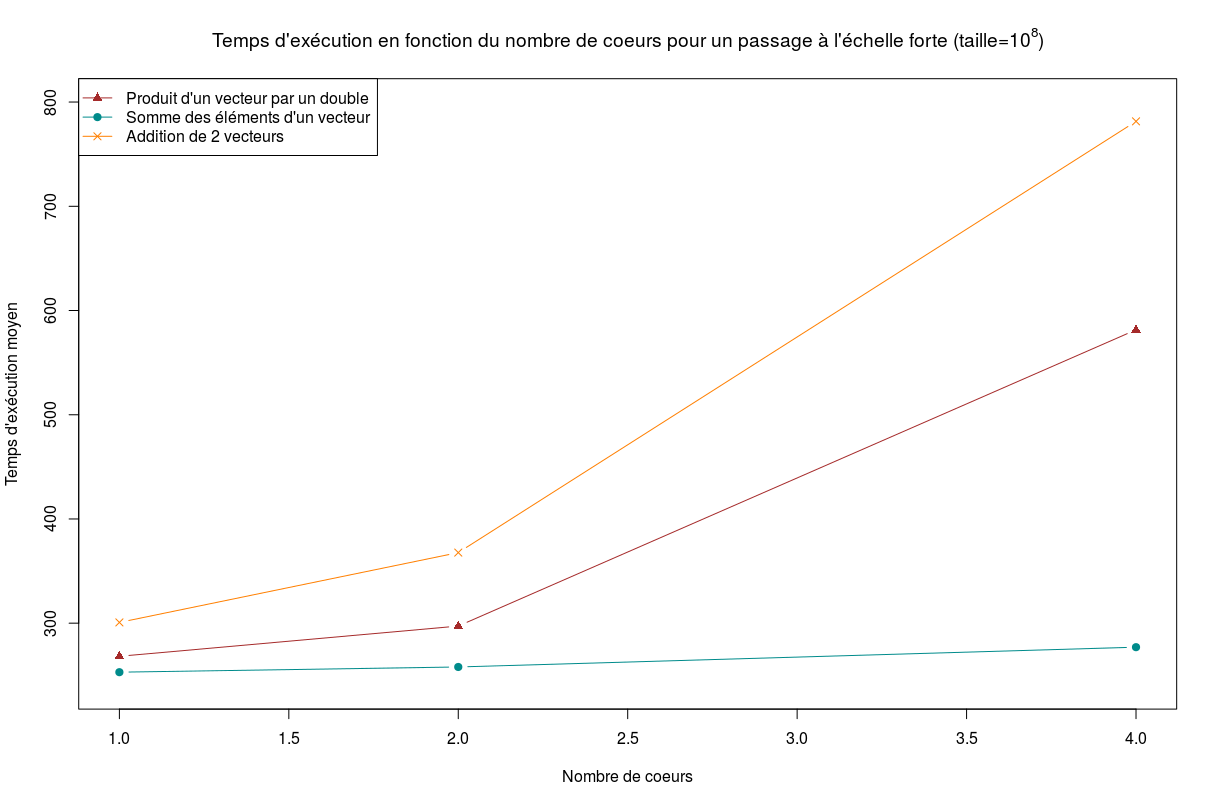 Temps d'exécution en fonction du nombre de coeurs pour un passage à l'échelle forte (taille=10⁸)
Produit d'un vecteur par un double
Somme des éléments d'un vecteur
Addition de 2 vecteurs
Temps d'exécution moyen
800
700
600
500
400
300
1.0 1.5 2.0 2.5 3.0 3.5 4.0
Nombre de coeurs